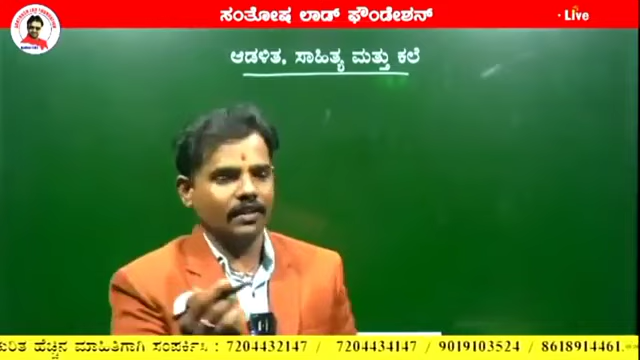 ಸಂತೋಷ ಲಾಡ್ ಫೌಂಡೇಶನ್
Live
ಆಡಳಿತ, ಸಾಹಿತ್ಯ ಮತ್ತು ಕಲೆ
ಹೆಚ್ಚಿನ ಮಾಹಿತಿಗಾಗಿ ಸಂಪರ್ಕಿಸಿ : 7204432147 / 7204434147 / 9019103524 / 8618914461